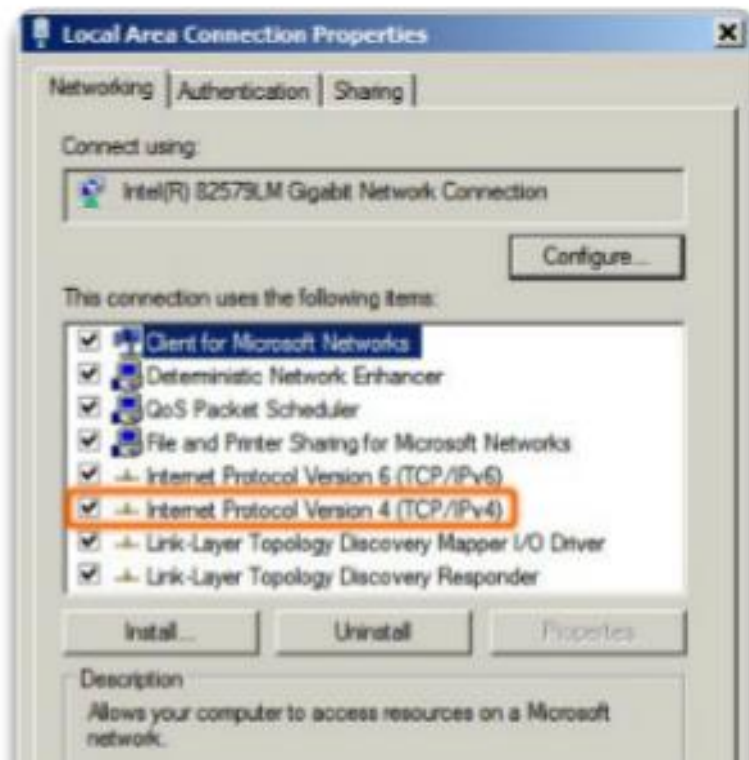 Local Area Connection Properties
Networking Authentication Sharing
Connect using:
Intel(R) 82579LM Gigabit Network Connection
Configure...
This connection uses the following items:
Client for Microsoft Networks
Deterministic Network Enhancer
QoS Packet Scheduler
File and Printer Sharing for Microsoft Networks
Internet Protocol Version 6 (TCP/IPv6)
Internet Protocol Version 4 (TCP/IPv4)
Link-Layer Topology Discovery Mapper I/O Driver
Link-Layer Topology Discovery Responder
Install... Uninstall Properties
Description
Allows your computer to access resources on a Microsoft
network.